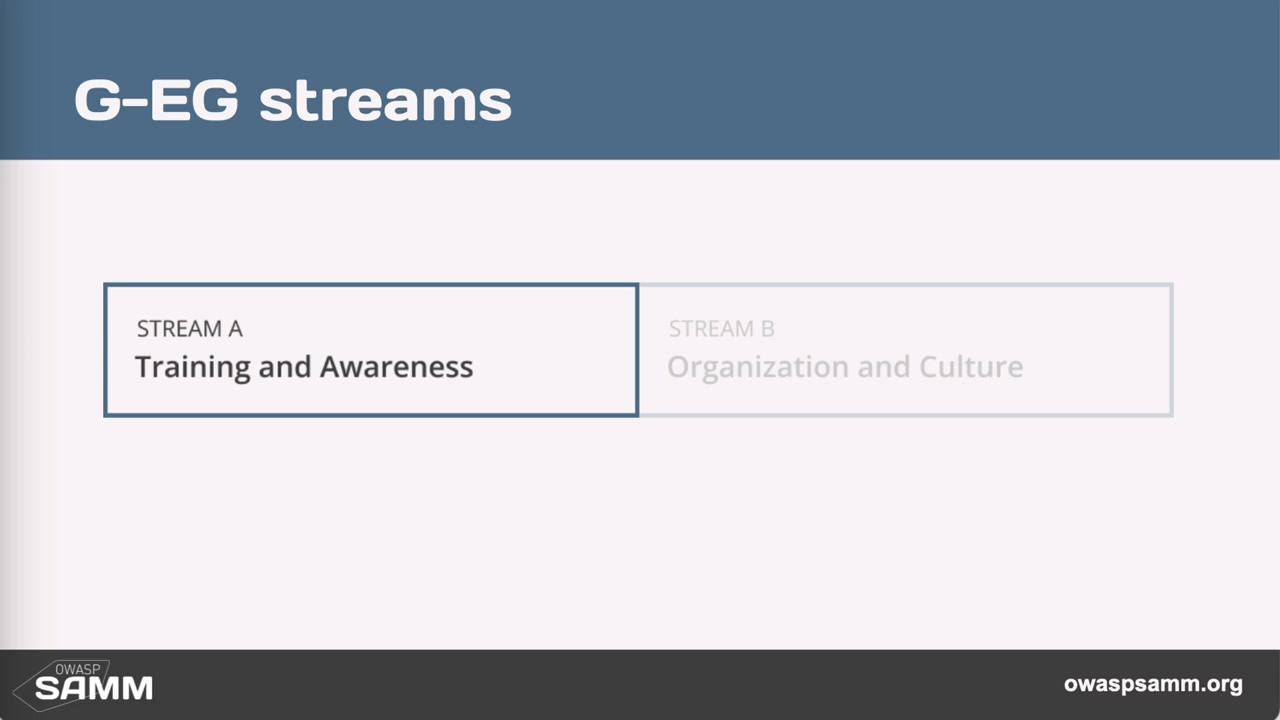 G-EG streams
STREAM A
Training and Awareness
STREAM B
Organization and Culture
OWASP
SAMM
owaspsamm.org